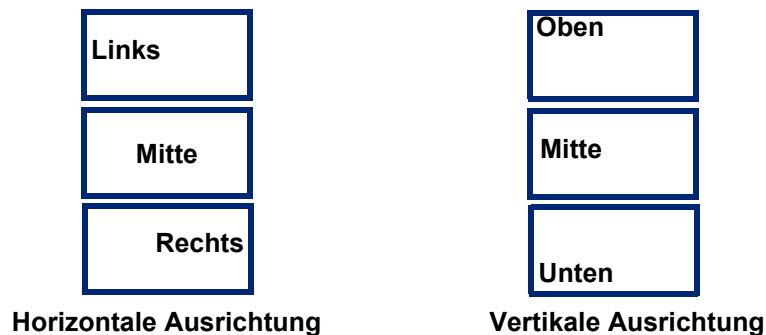 Links
Mitte
Rechts
Horizontale Ausrichtung
Oben
Mitte
Unten
Vertikale Ausrichtung